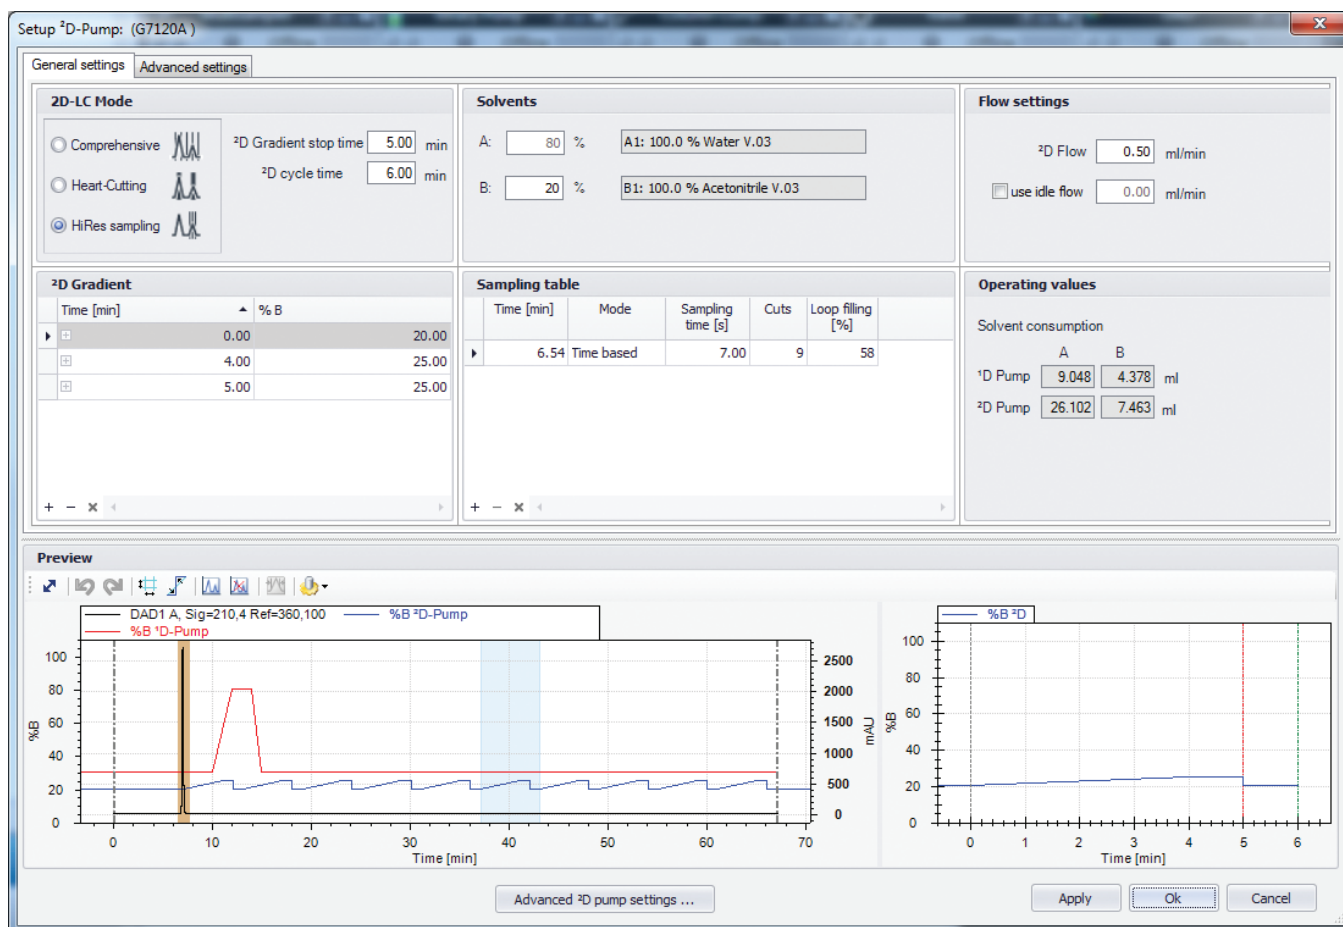 Setup ²D-Pump: (G7120A )
General settings
Advanced settings
2D-LC Mode
Comprehensive
Heart-Cutting
HiRes sampling
²D Gradient stop time 5.00 min
²D cycle time 6.00 min
Solvents
A: 80 % A1: 100.0 % Water V.03
B: 20 % B1: 100.0 % Acetonitrile V.03
Flow settings
²D Flow 0.50 ml/min
use idle flow 0.00 ml/min
²D Gradient
Time [min] % B
0.00 20.00
4.00 25.00
5.00 25.00
Sampling table
Time [min] Mode Sampling time [s] Cuts Loop filling [%]
6.54 Time based 7.00 9 58
Operating values
Solvent consumption
A B
¹D Pump 9.048 4.378 ml
²D Pump 26.102 7.463 ml
Preview
DAD1 A, Sig=210,4 Ref=360,100 %B ²D-Pump
%B ¹D-Pump
100
80
60
40
20
0
%B
2500
2000
1500
1000
500
0
mAU
0 10 20 30 40 50 60 70
Time [min]
%B ²D
100
80
60
40
20
0
%B
0 1 2 3 4 5 6
Time [min]
Advanced ²D pump settings ...
Apply
Ok
Cancel